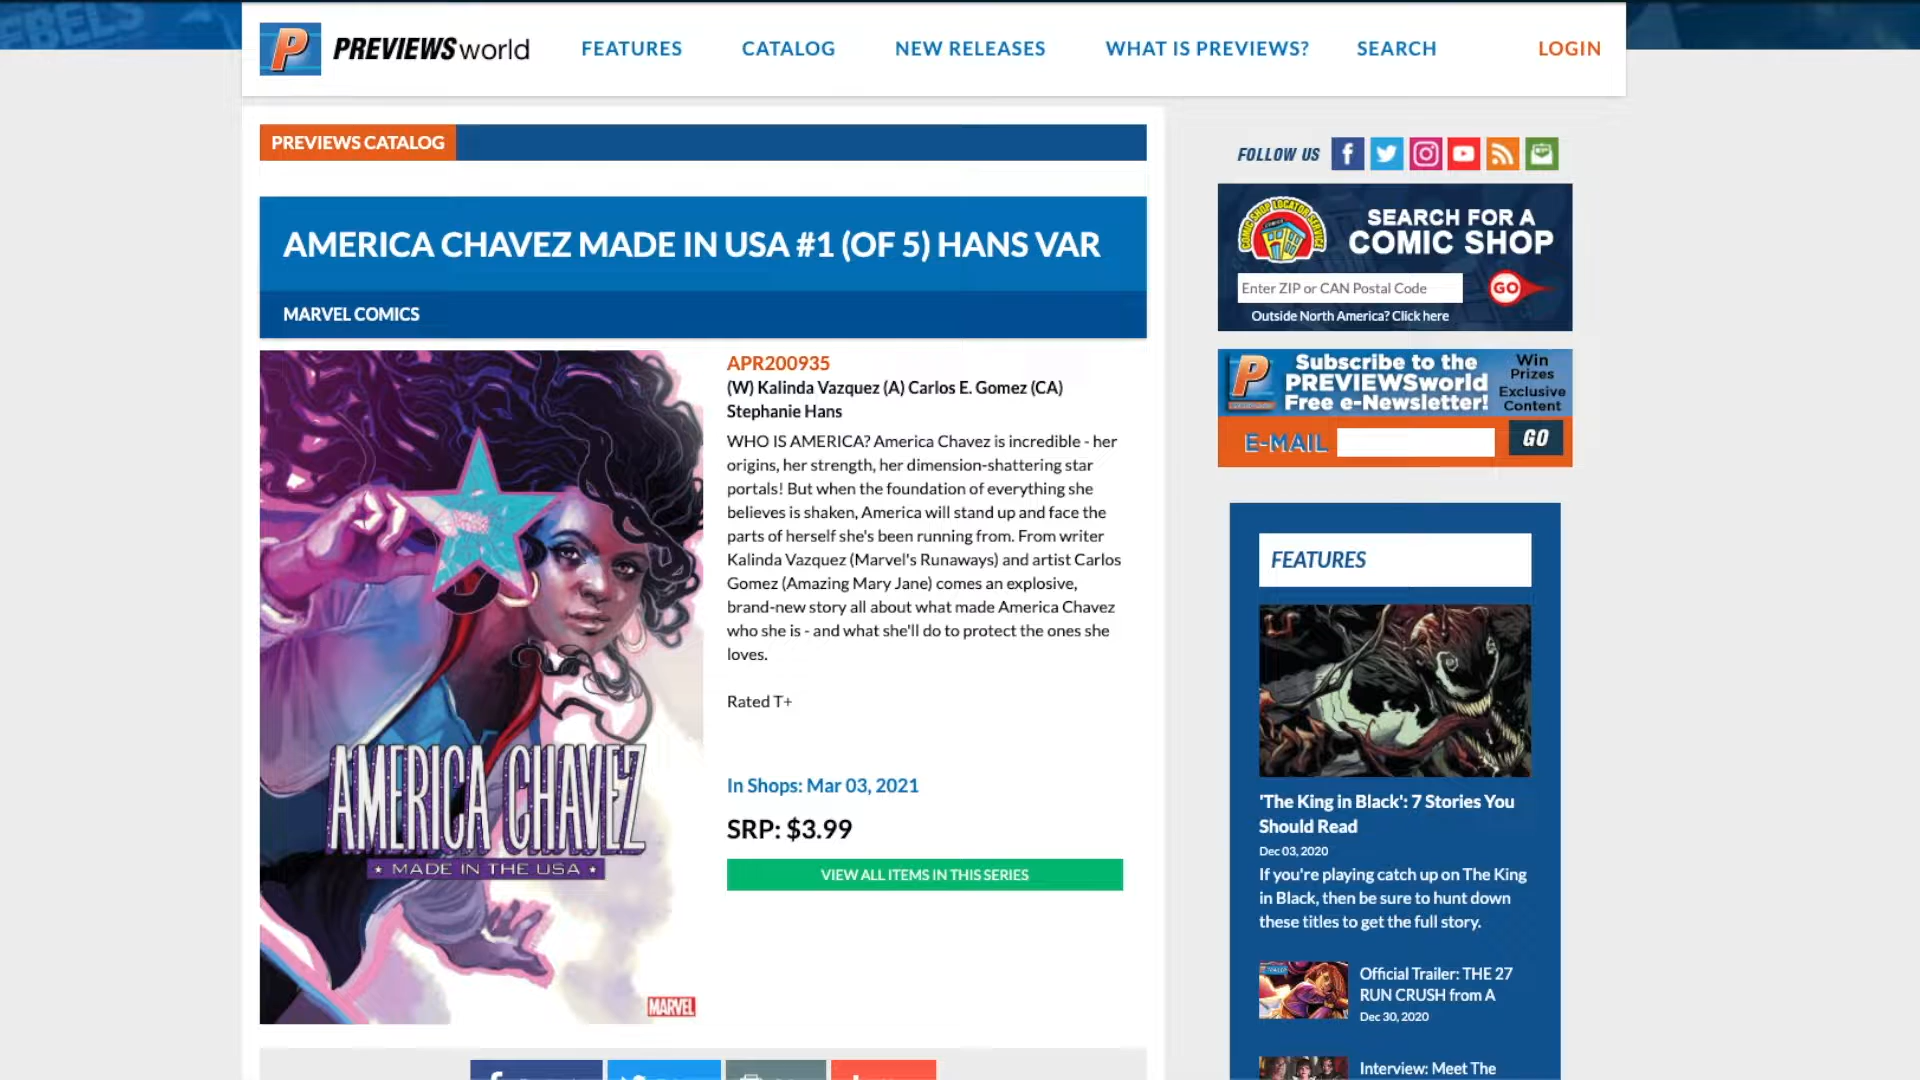 PREVIEWSworld
FEATURES
CATALOG
NEW RELEASES
WHAT IS PREVIEWS?
SEARCH
LOGIN
PREVIEWS CATALOG
AMERICA CHAVEZ MADE IN USA #1 (OF 5) HANS VAR
MARVEL COMICS
AMERICA CHAVEZ
MADE IN THE USA
MARVEL
APR200935
(W) Kalinda Vazquez (A) Carlos E. Gomez (CA)
Stephanie Hans
WHO IS AMERICA? America Chavez is incredible - her
origins, her strength, her dimension-shattering star
portals! But when the foundation of everything she
believes is shaken, America will stand up and face the
parts of herself she's been running from. From writer
Kalinda Vazquez (Marvel's Runaways) and artist Carlos
Gomez (Amazing Mary Jane) comes an explosive,
brand-new story all about what made America Chavez
who she is - and what she'll do to protect the ones she
loves.
Rated T+
In Shops: Mar 03, 2021
SRP: $3.99
VIEW ALL ITEMS IN THIS SERIES
FOLLOW US
COMIC SHOP LOCATOR SERVICE
SEARCH FOR A
COMIC SHOP
Enter ZIP or CAN Postal Code
GO
Outside North America? Click here
Subscribe to the
PREVIEWSworld
Free e-Newsletter!
Win
Prizes
Exclusive
Content
E-MAIL
GO
FEATURES
'The King in Black': 7 Stories You
Should Read
Dec 03, 2020
If you're playing catch up on The King
in Black, then be sure to hunt down
these titles to get the full story.
Official Trailer: THE 27
RUN CRUSH from A
Dec 30, 2020
Interview: Meet The